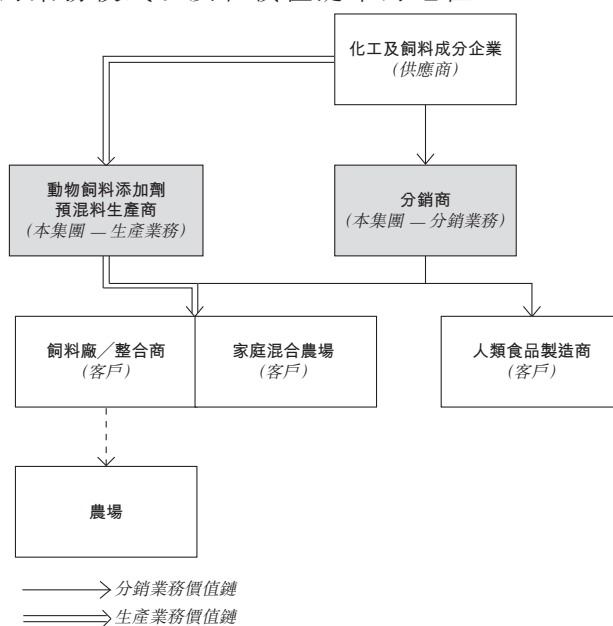 化工及飼料成分企業
(供應商)
動物飼料添加劑
預混料生產商
(本集團 — 生產業務)
分銷商
(本集團 — 分銷業務)
飼料廠／整合商
(客戶)
家庭混合農場
(客戶)
人類食品製造商
(客戶)
農場
分銷業務價值鏈
生產業務價值鏈